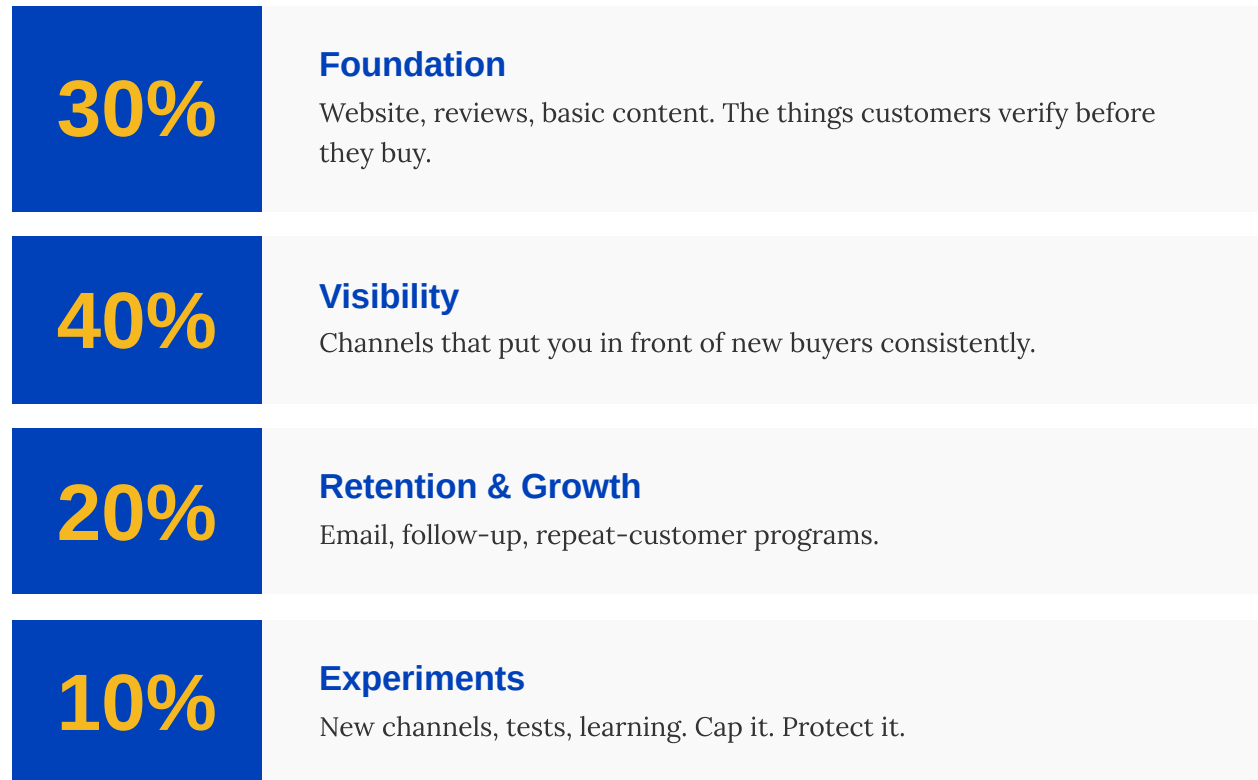 30%
Foundation
Website, reviews, basic content. The things customers verify before
they buy.
40%
Visibility
Channels that put you in front of new buyers consistently.
20%
Retention & Growth
Email, follow-up, repeat-customer programs.
10%
Experiments
New channels, tests, learning. Cap it. Protect it.